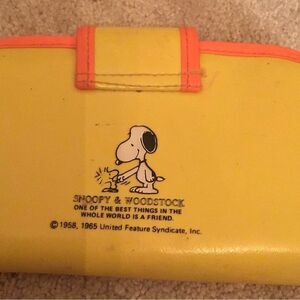 SNOOPY & WOODSTOCK
ONE OF THE BEST THINGS IN THE
WHOLE WORLD IS A FRIEND.
© 1958, 1965 United Feature Syndicate, Inc.